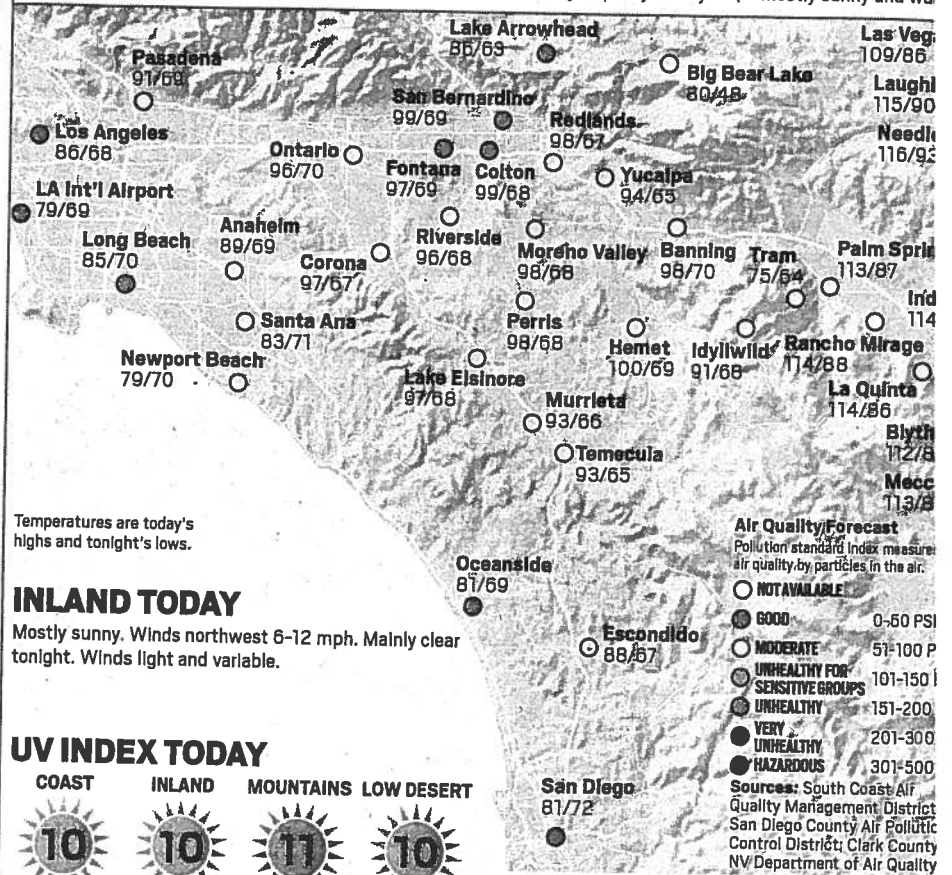 Lake Arrowhead
86/63
Las Veg
109/86
Pasadena
91/69
Big Bear Lake
80/48
Laughl
115/90
San Bernardino
99/69
Redlands
98/67
Los Angeles
86/68
Needl
116/93
Ontario
96/70
Fontana
97/69
Colton
99/68
Yucaipa
94/65
LA Int'l Airport
79/69
Anaheim
89/69
Riverside
96/68
Long Beach
85/70
Corona
97/67
Moreno Valley
98/68
Banning
98/70
Tram
75/64
Palm Sprin
113/87
Ind
114
Santa Ana
83/71
Perris
98/68
Hemet
100/69
Idyllwild
91/68
Rancho Mirage
114/88
Newport Beach
79/70
Lake Elsinore
97/68
La Quinta
114/86
Murrieta
93/66
Blyth
112/8
Temecula
93/65
Mecc
113/8
Temperatures are today's
highs and tonight's lows.
Air Quality Forecast
Pollution standard index measures
air quality by particles in the air.
NOT AVAILABLE
GOOD 0-50 PSI
MODERATE 51-100 P
UNHEALTHY FOR
SENSITIVE GROUPS 101-150
UNHEALTHY 151-200
VERY
UNHEALTHY 201-300
HAZARDOUS 301-500
Sources: South Coast Air
Quality Management District
San Diego County Air Pollutic
Control District; Clark County
NV Department of Air Quality
Oceanside
81/69
INLAND TODAY
Mostly sunny. Winds northwest 6-12 mph. Mainly clear
tonight. Winds light and variable.
Escondido
88/67
UV INDEX TODAY
COAST INLAND MOUNTAINS LOW DESERT
10 10 11 10
San Diego
81/72